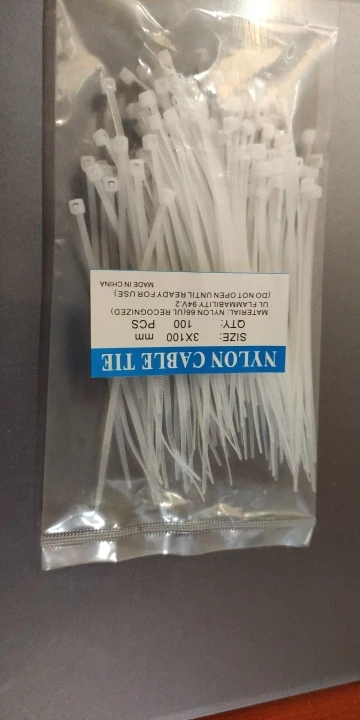 NYLON CABLE TIE
SIZE: 3X100 mm
QTY: 100 PCS
MATERIAL: NYLON 66(UL RECOGNIZED)
UL FLAMMABILITY 94V.2
(DO NOT OPEN UNTIL READY FOR USE)
MADE IN CHINA